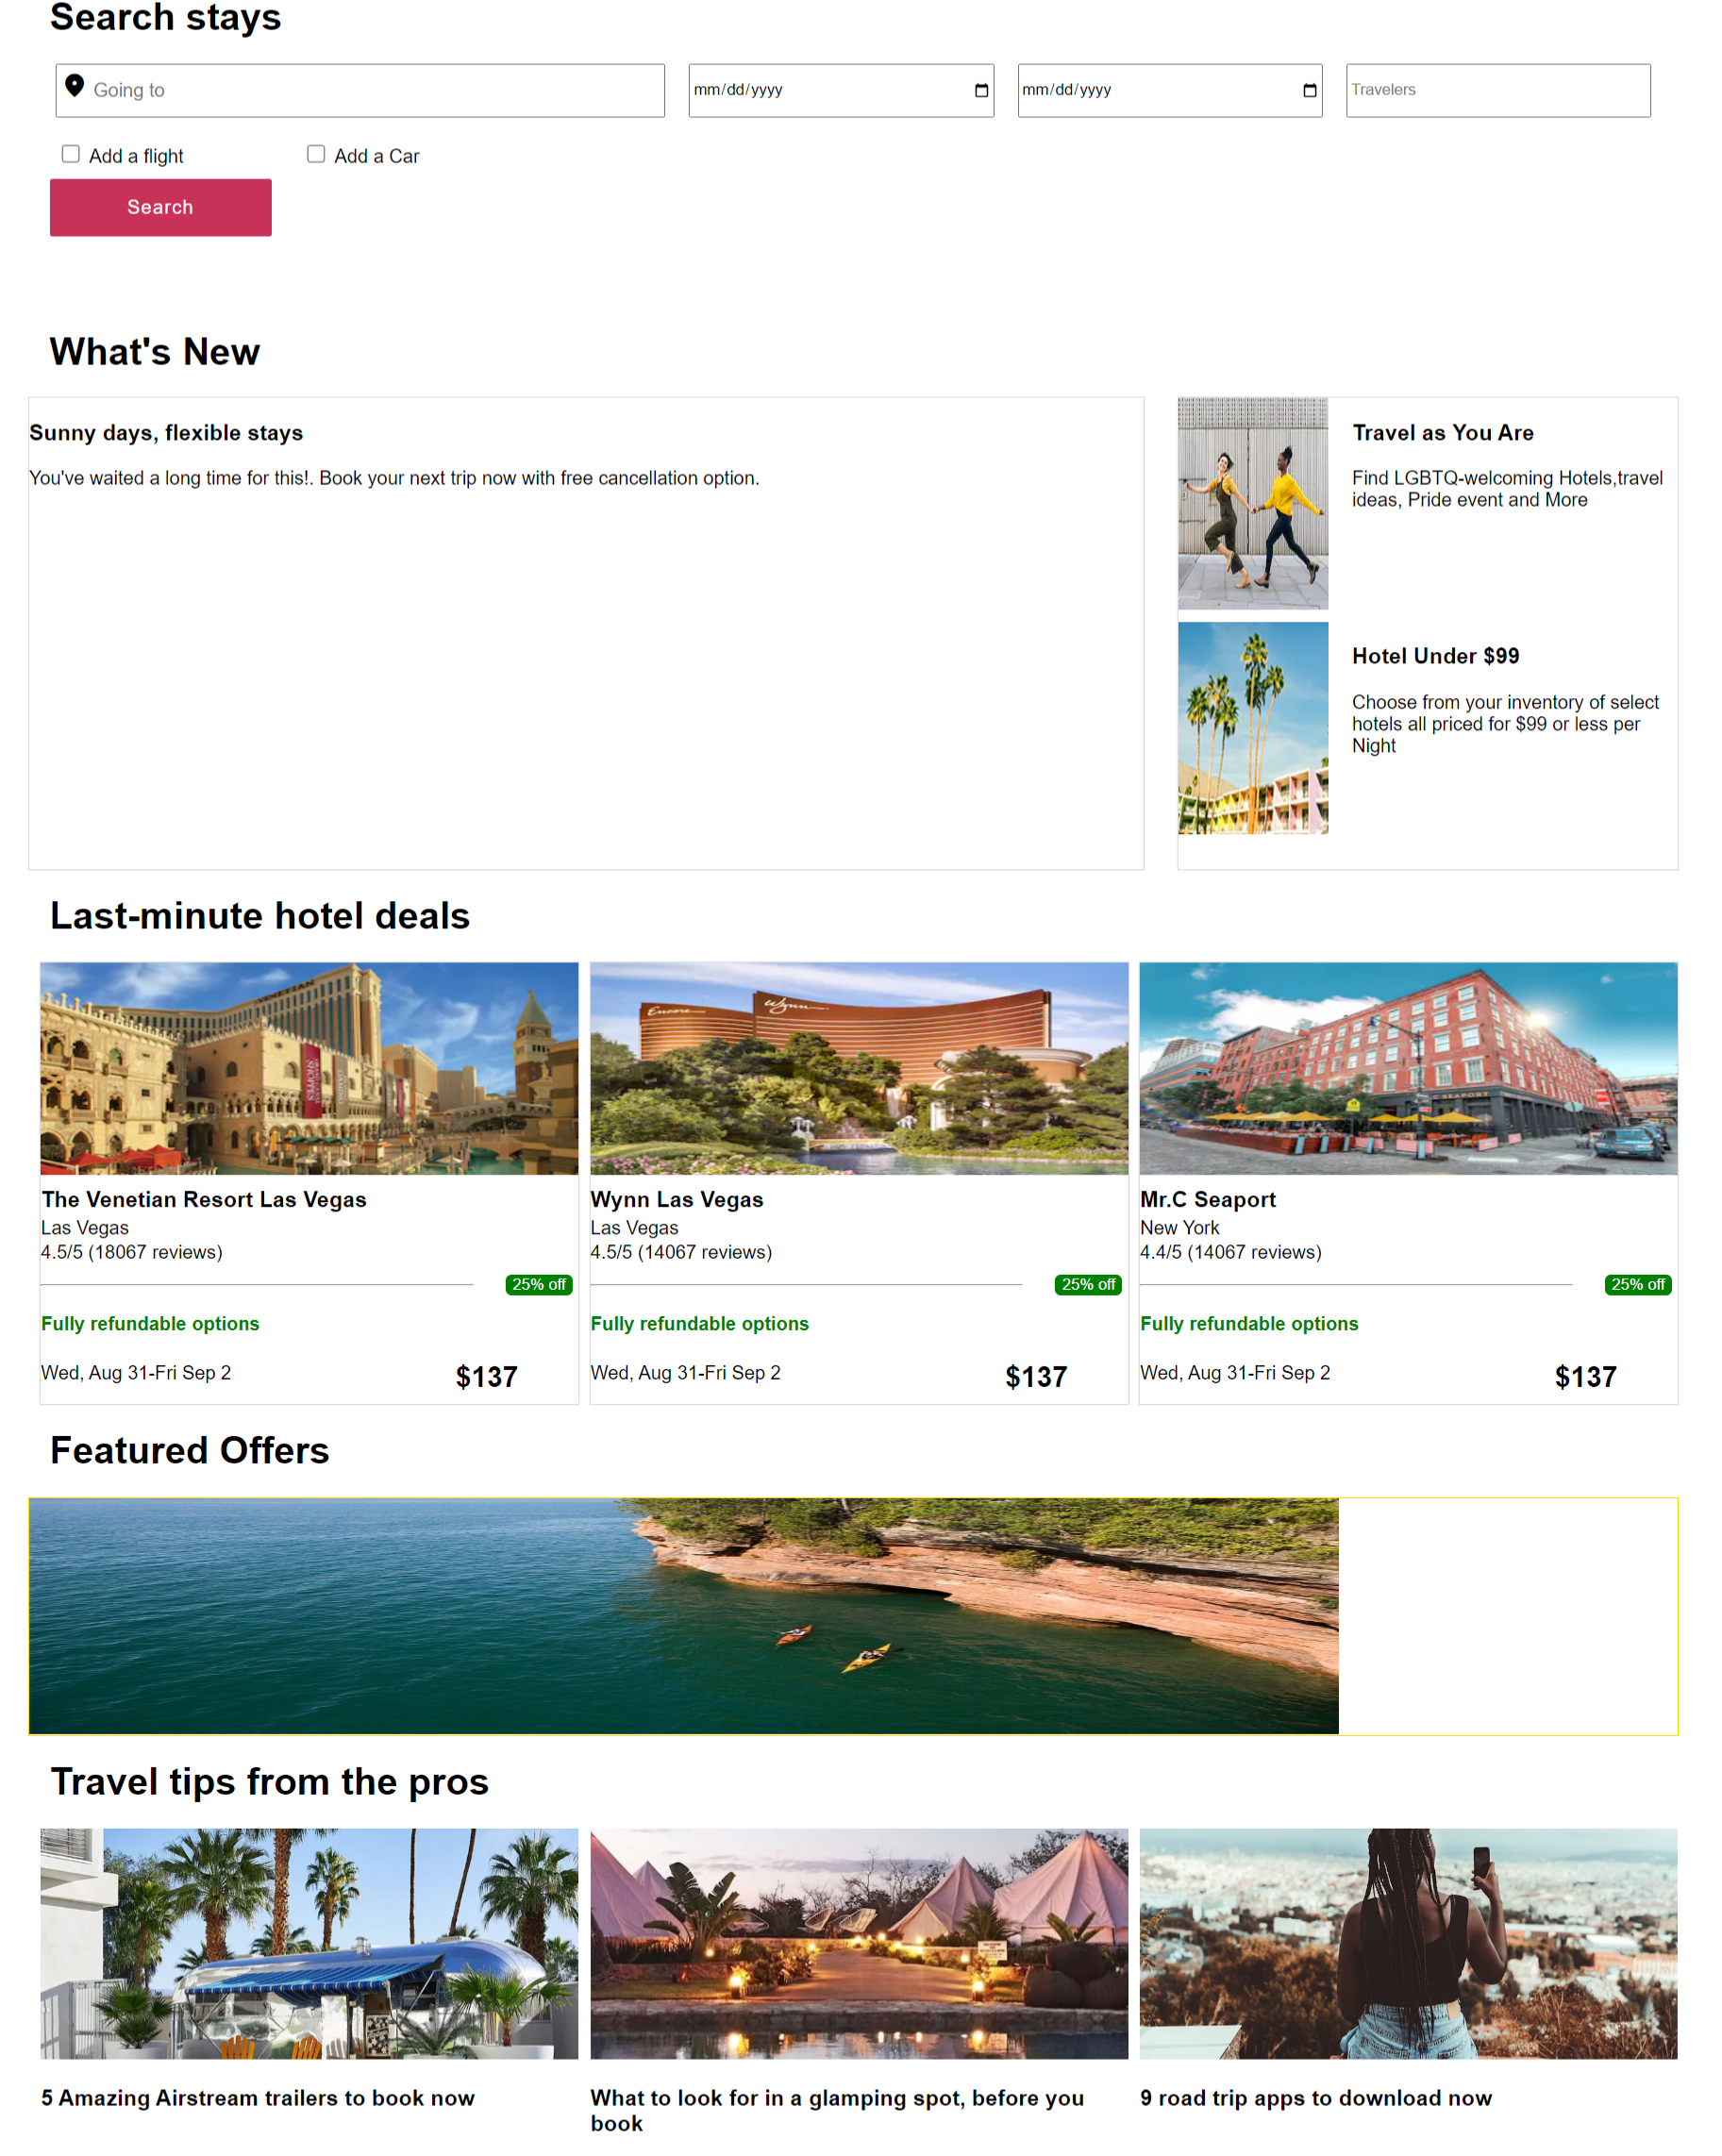 Search stays
Going to
mm/dd/yyyy
mm/dd/yyyy
Travelers
Add a flight
Add a Car
Search
What's New
Sunny days, flexible stays
You've waited a long time for this!. Book your next trip now with free cancellation option.
Travel as You Are
Find LGBTQ-welcoming Hotels,travel
ideas, Pride event and More
Hotel Under $99
Choose from your inventory of select
hotels all priced for $99 or less per
Night
Last-minute hotel deals
VENETIAN
SHOPPES
Encore
Wynn
SEAPORT
The Venetian Resort Las Vegas
Las Vegas
4.5/5 (18067 reviews)
25% off
Fully refundable options
Wed, Aug 31-Fri Sep 2
$137
Wynn Las Vegas
Las Vegas
4.5/5 (14067 reviews)
25% off
Fully refundable options
Wed, Aug 31-Fri Sep 2
$137
Mr.C Seaport
New York
4.4/5 (14067 reviews)
25% off
Fully refundable options
Wed, Aug 31-Fri Sep 2
$137
Featured Offers
Travel tips from the pros
5 Amazing Airstream trailers to book now
What to look for in a glamping spot, before you
book
9 road trip apps to download now